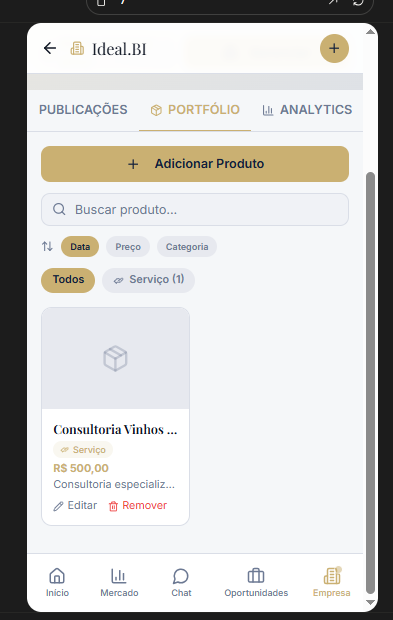 Ideal.BI
PUBLICAÇÕES PORTFÓLIO ANALYTICS
Adicionar Produto
Buscar produto...
Data Preço Categoria
Todos Serviço (1)
Consultoria Vinhos ...
Serviço
R$ 500,00
Consultoria especializ...
Editar Remover
Início Mercado Chat Oportunidades Empresa